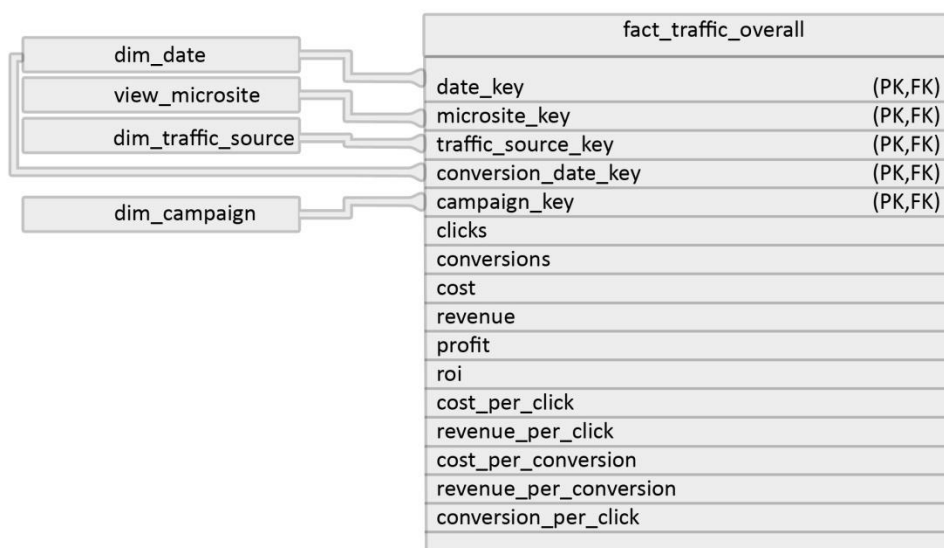 fact_traffic_overall
dim_date
view_microsite
dim_traffic_source
dim_campaign
date_key (PK,FK)
microsite_key (PK,FK)
traffic_source_key (PK,FK)
conversion_date_key (PK,FK)
campaign_key (PK,FK)
clicks
conversions
cost
revenue
profit
roi
cost_per_click
revenue_per_click
cost_per_conversion
revenue_per_conversion
conversion_per_click